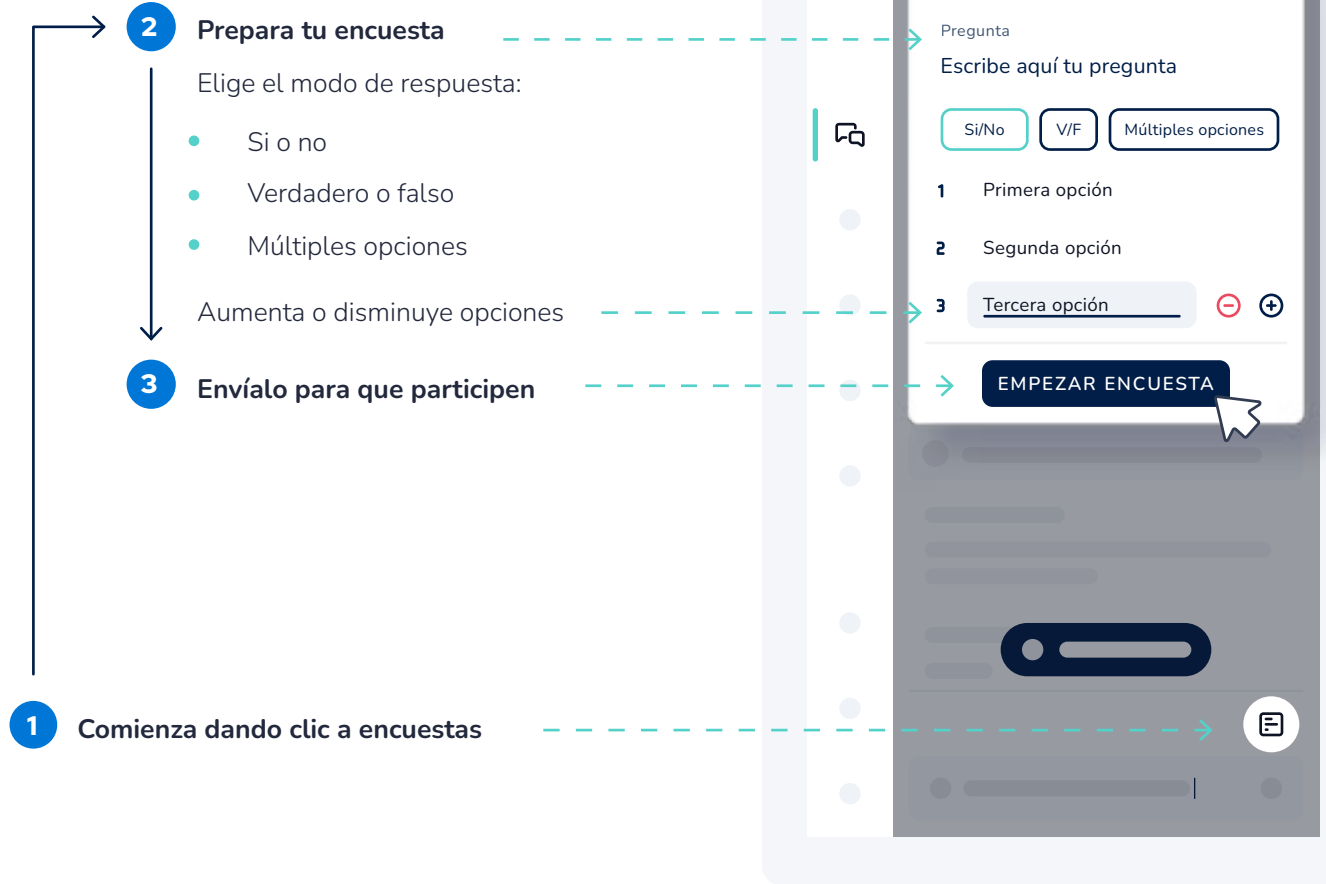 2
Prepara tu encuesta
Elige el modo de respuesta:
Si o no
Verdadero o falso
Múltiples opciones
Aumenta o disminuye opciones
3
Envíalo para que participen
1
Comienza dando clic a encuestas
Pregunta
Escribe aquí tu pregunta
Si/No V/F Múltiples opciones
1 Primera opción
2 Segunda opción
3 Tercera opción
EMPEZAR ENCUESTA